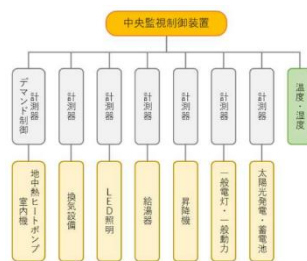 中央監視制御装置
計測器
デマンド制御
計測器
計測器
計測器
計測器
計測器
計測器
温度・湿度
地中熱ヒートポンプ
室内機
換気設備
LED照明
給湯器
昇降機
一般電灯・一般動力
太陽光発電・蓄電池